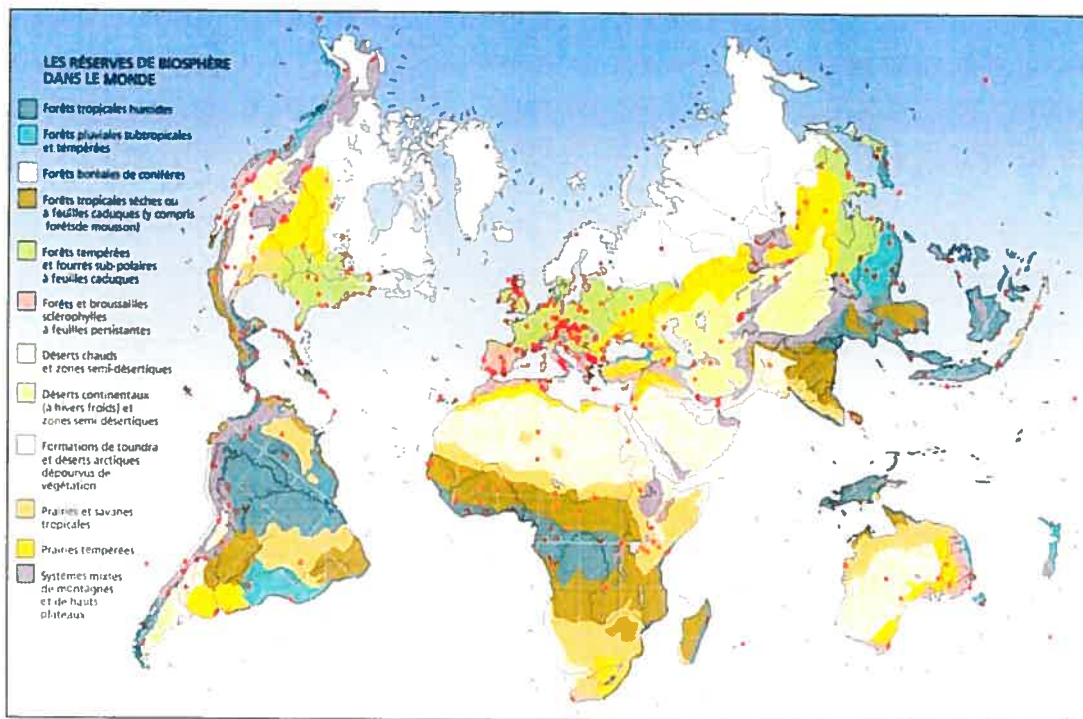 LES RÉSERVES DE BIOSPHÈRE
DANS LE MONDE
Forêts tropicales humides
Forêts pluviales subtropicales
et tempérées
Forêts boréales de conifères
Forêts tropicales sèches ou
à feuilles caduques (y compris
forêtsde mousson)
Forêts tempérées
et fourrés sub-polaires
à feuilles caduques
Forêts et broussailles
sclérophylles
à feuilles persistantes
Déserts chauds
et zones semi-désertiques
Déserts continentaux
(à hivers froids) et
zones semi désertiques
Formations de toundra
et déserts arctiques
dépourvus de
végétation
Prairies et savanes
tropicales
Prairies tempérées
Systèmes mixtes
de montagnes
et de hauts
plateaux